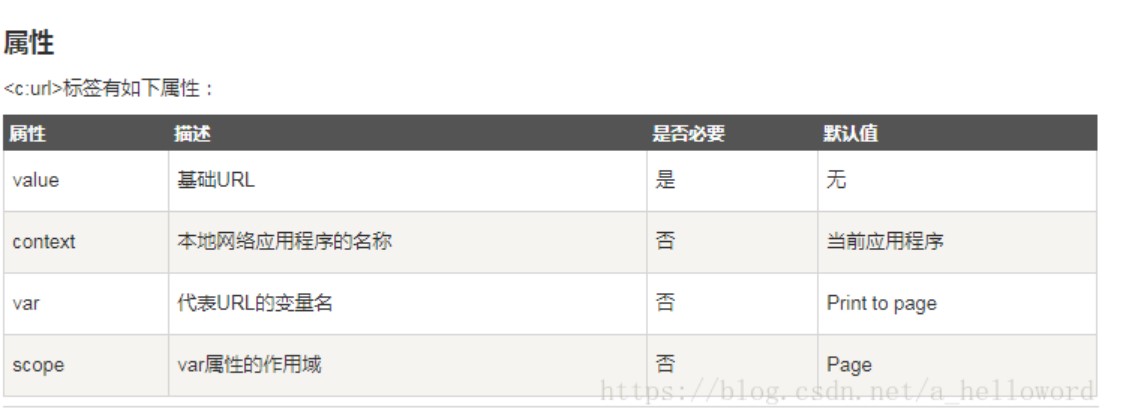 属性
<c:url>标签有如下属性：
属性 描述 是否必要 默认值
value 基础URL 是 无
context 本地网络应用程序的名称 否 当前应用程序
var 代表URL的变量名 否 Print to page
scope var属性的作用域 否 Page
https://blog.csdn.net/a_helloword